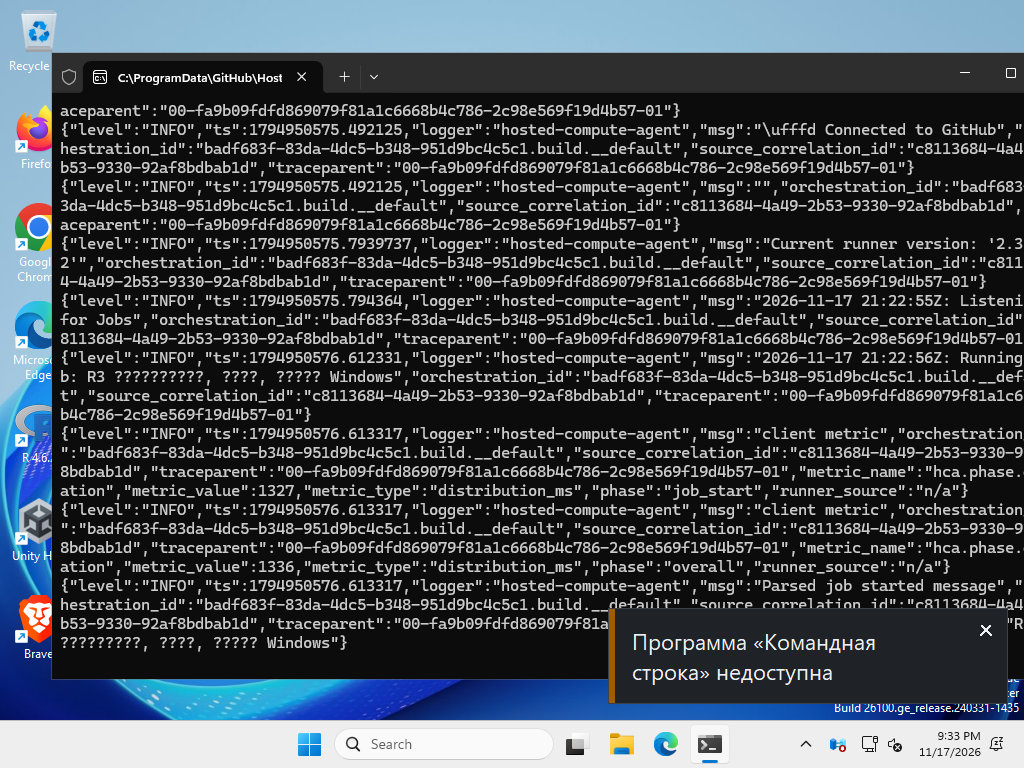 Recycle
C:\ProgramData\GitHub\Host
aceparent":"00-fa9b09fdfd869079f81a1c6668b4c786-2c98e569f19d4b57-01"}
{"level":"INFO","ts":1794950575.492125,"logger":"hosted-compute-agent","msg":"\ufffd Connected to GitHub","
hestration_id":"badf683f-83da-4dc5-b348-951d9bc4c5c1.build.__default","source_correlation_id":"c8113684-4a4
b53-9330-92af8bdbab1d","traceparent":"00-fa9b09fdfd869079f81a1c6668b4c786-2c98e569f19d4b57-01"}
{"level":"INFO","ts":1794950575.492125,"logger":"hosted-compute-agent","msg":"","orchestration_id":"badf683
3da-4dc5-b348-951d9bc4c5c1.build.__default","source_correlation_id":"c8113684-4a49-2b53-9330-92af8bdbab1d",
aceparent":"00-fa9b09fdfd869079f81a1c6668b4c786-2c98e569f19d4b57-01"}
{"level":"INFO","ts":1794950575.7939737,"logger":"hosted-compute-agent","msg":"Current runner version: '2.3
2'","orchestration_id":"badf683f-83da-4dc5-b348-951d9bc4c5c1.build.__default","source_correlation_id":"c811
4-4a49-2b53-9330-92af8bdbab1d","traceparent":"00-fa9b09fdfd869079f81a1c6668b4c786-2c98e569f19d4b57-01"}
{"level":"INFO","ts":1794950575.794364,"logger":"hosted-compute-agent","msg":"2026-11-17 21:22:55Z: Listeni
for Jobs","orchestration_id":"badf683f-83da-4dc5-b348-951d9bc4c5c1.build.__default","source_correlation_id"
8113684-4a49-2b53-9330-92af8bdbab1d","traceparent":"00-fa9b09fdfd869079f81a1c6668b4c786-2c98e569f19d4b57-01
{"level":"INFO","ts":1794950576.612331,"logger":"hosted-compute-agent","msg":"2026-11-17 21:22:56Z: Running
b: R3 ??????????, ????, ????? Windows","orchestration_id":"badf683f-83da-4dc5-b348-951d9bc4c5c1.build.__def
t","source_correlation_id":"c8113684-4a49-2b53-9330-92af8bdbab1d","traceparent":"00-fa9b09fdfd869079f81a1c6
b4c786-2c98e569f19d4b57-01"}
{"level":"INFO","ts":1794950576.613317,"logger":"hosted-compute-agent","msg":"client metric","orchestration
":"badf683f-83da-4dc5-b348-951d9bc4c5c1.build.__default","source_correlation_id":"c8113684-4a49-2b53-9330-9
8bdbab1d","traceparent":"00-fa9b09fdfd869079f81a1c6668b4c786-2c98e569f19d4b57-01","metric_name":"hca.phase.
ation","metric_value":1327,"metric_type":"distribution_ms","phase":"job_start","runner_source":"n/a"}
{"level":"INFO","ts":1794950576.613317,"logger":"hosted-compute-agent","msg":"client metric","orchestration
":"badf683f-83da-4dc5-b348-951d9bc4c5c1.build.__default","source_correlation_id":"c8113684-4a49-2b53-9330-9
8bdbab1d","traceparent":"00-fa9b09fdfd869079f81a1c6668b4c786-2c98e569f19d4b57-01","metric_name":"hca.phase.
ation","metric_value":1336,"metric_type":"distribution_ms","phase":"overall","runner_source":"n/a"}
{"level":"INFO","ts":1794950576.613317,"logger":"hosted-compute-agent","msg":"Parsed job started message","
hestration_id":"badf683f-83da-4dc5-b348-951d9bc4c5c1.build.__default","source_correlation_id":"c8113684-4a4
b53-9330-92af8bdbab1d","traceparent":"00-fa9b09fdfd869079f81a
?????????, ????, ????? Windows"}
Firefo
Google
Chrom
Micros
Edge
R 4.6.
Unity H
Brave
Программа «Командная
строка» недоступна
Build 26100.ge_release.240331-1435
Search
9:33 PM
11/17/2026